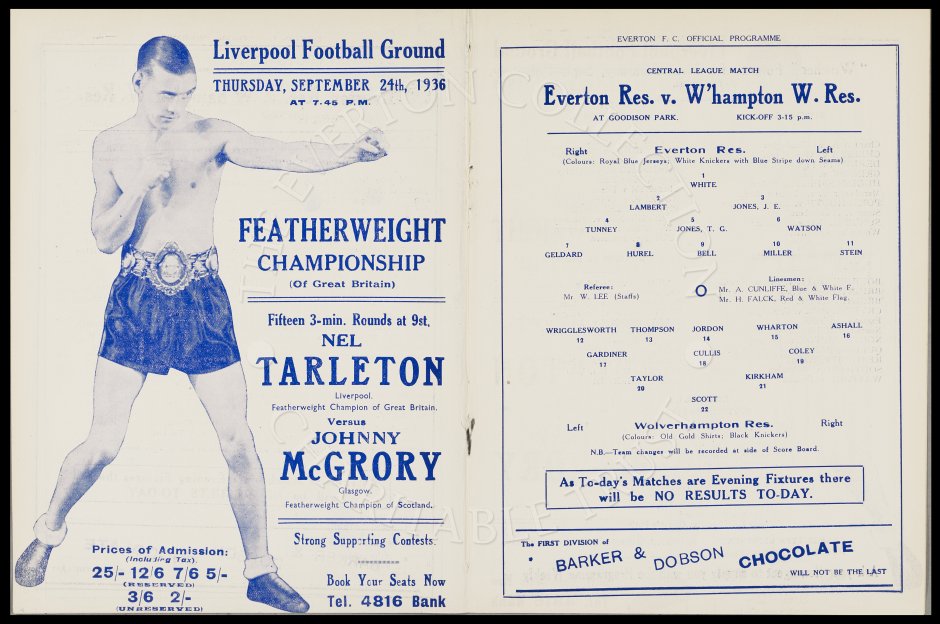 Liverpool Football Ground
THURSDAY, SEPTEMBER 24th, 1936
AT 7.45 P.M.
FEATHERWEIGHT
CHAMPIONSHIP
(Of Great Britain)
Fifteen 3-min. Rounds at 9st.
NEL
TARLETON
Liverpool.
Featherweight Champion of Great Britain.
Versus
JOHNNY
McGRORY
Glasgow.
Featherweight Champion of Scotland.
Strong Supporting Contests.
Book Your Seats Now
Tel. 4816 Bank
Prices of Admission:
(Including Tax)
25/- 12/6 7/6 5/-
(RESERVED)
3/6 2/-
(UNRESERVED)
EVERTON F. C. OFFICIAL PROGRAMME
CENTRAL LEAGUE MATCH
Everton Res. v. W'hampton W. Res.
AT GOODISON PARK. KICK-OFF 3-15 p.m.
Right Everton Res. Left
(Colours: Royal Blue Jerseys; White Knickers with Blue Stripe down Seams)
1
WHITE
2 3
LAMBERT JONES, J. E.
4 5 6
TUNNEY JONES, T. G. WATSON
7 8 9 10 11
GELDARD HUREL BELL MILLER STEIN
Referee:
Mr W. LEE (Staffs)
O
Linesmen:
Mr. A. CUNLIFFE, Blue & White F.
Mr. H. FALCK, Red & White Flag.
WRIGGLESWORTH THOMPSON JORDON WHARTON ASHALL
12 13 14 15 16
GARDINER CULLIS COLEY
17 18 19
TAYLOR KIRKHAM
20 21
SCOTT
22
Left Wolverhampton Res. Right
(Colours: Old Gold Shirts; Black Knickers)
N.B.—Team changes will be recorded at side of Score Board.
As To-day's Matches are Evening Fixtures there
will be NO RESULTS TO-DAY.
The FIRST DIVISION of
BARKER & DOBSON CHOCOLATE
WILL NOT BE THE LAST